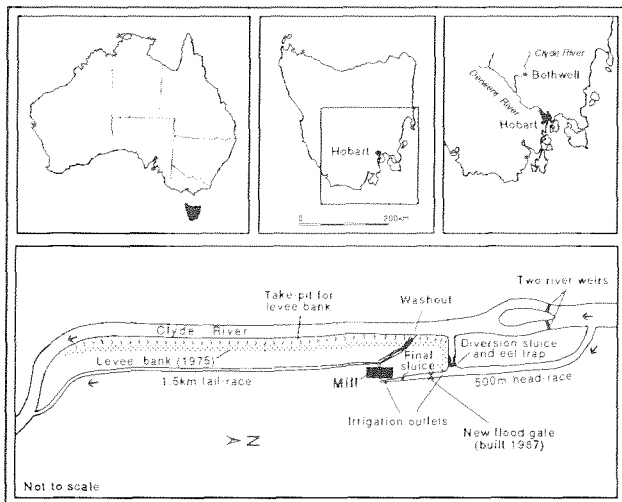 Hobart
0 200km
Clyde River
Bothwell
Derwent River
Hobart
Two river weirs
Take-pit for
levee bank
Washout
Clyde River
Levee bank (1975)
Final
sluice
Diversion sluice
and eel trap
1.5km tail-race
Mill
500m head-race
Irrigation outlets
New flood gate
(built 1987)
N
Not to scale